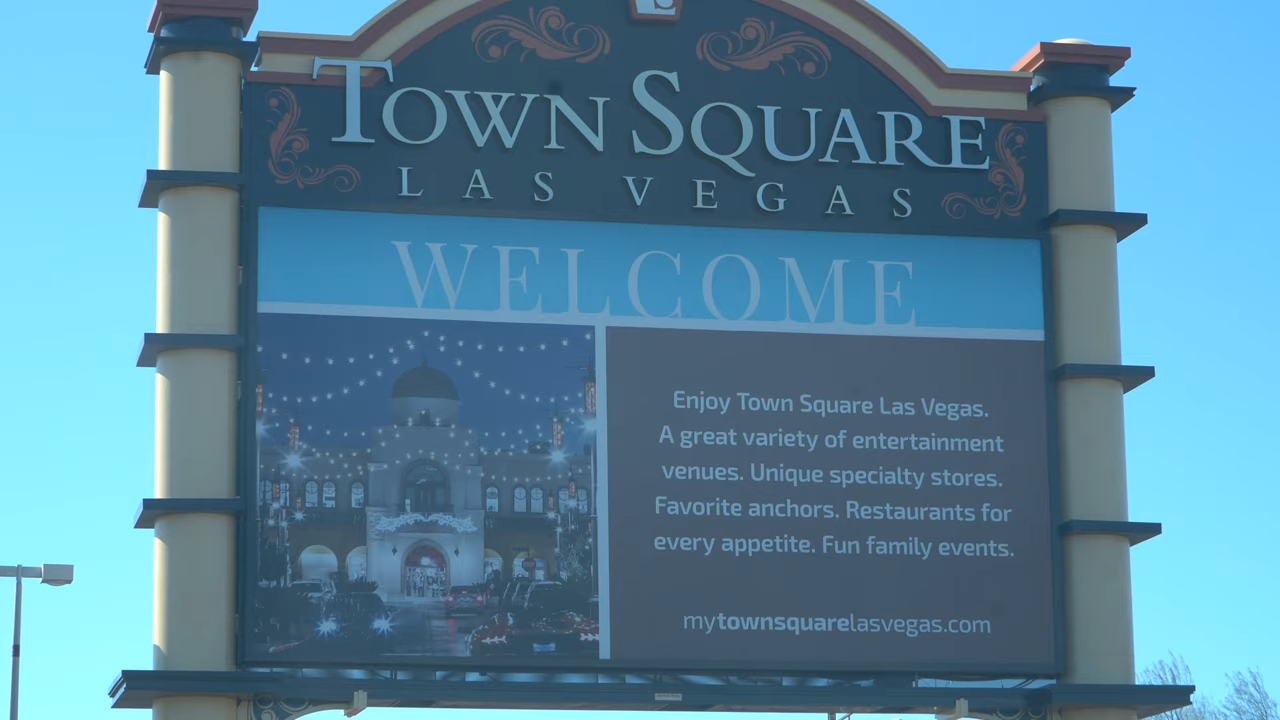 TOWN SQUARE
LAS VEGAS
WELCOME
Enjoy Town Square Las Vegas.
A great variety of entertainment
venues. Unique specialty stores.
Favorite anchors. Restaurants for
every appetite. Fun family events.
mytownsquarelasvegas.com